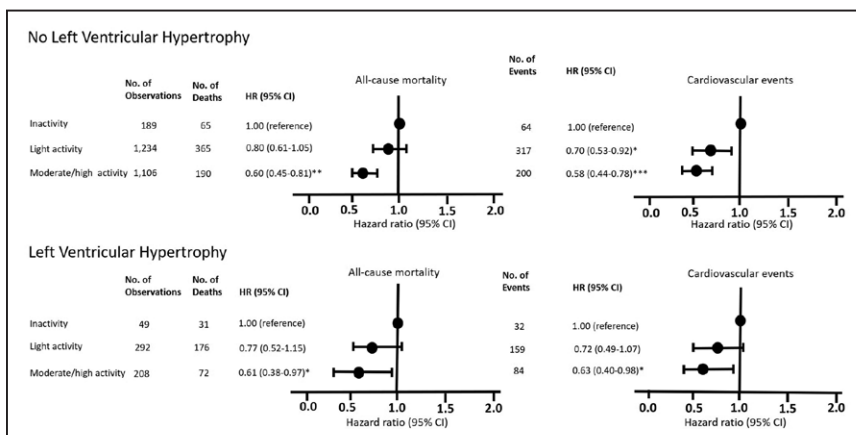 No Left Ventricular Hypertrophy
No. of Observations No. of Deaths HR (95% CI) All-cause mortality No. of Events HR (95% CI) Cardiovascular events
Inactivity 189 65 1.00 (reference) 64 1.00 (reference)
Light activity 1,234 365 0.80 (0.61-1.05) 317 0.70 (0.53-0.92)*
Moderate/high activity 1,106 190 0.60 (0.45-0.81)** 200 0.58 (0.44-0.78)***
0.0 0.5 1.0 1.5 2.0 0.0 0.5 1.0 1.5 2.0
Hazard ratio (95% CI) Hazard ratio (95% CI)
Left Ventricular Hypertrophy
No. of Observations No. of Deaths HR (95% CI) All-cause mortality No. of Events HR (95% CI) Cardiovascular events
Inactivity 49 31 1.00 (reference) 32 1.00 (reference)
Light activity 292 176 0.77 (0.52-1.15) 159 0.72 (0.49-1.07)
Moderate/high activity 208 72 0.61 (0.38-0.97)* 84 0.63 (0.40-0.98)*
0.0 0.5 1.0 1.5 2.0 0.0 0.5 1.0 1.5 2.0
Hazard ratio (95% CI) Hazard ratio (95% CI)